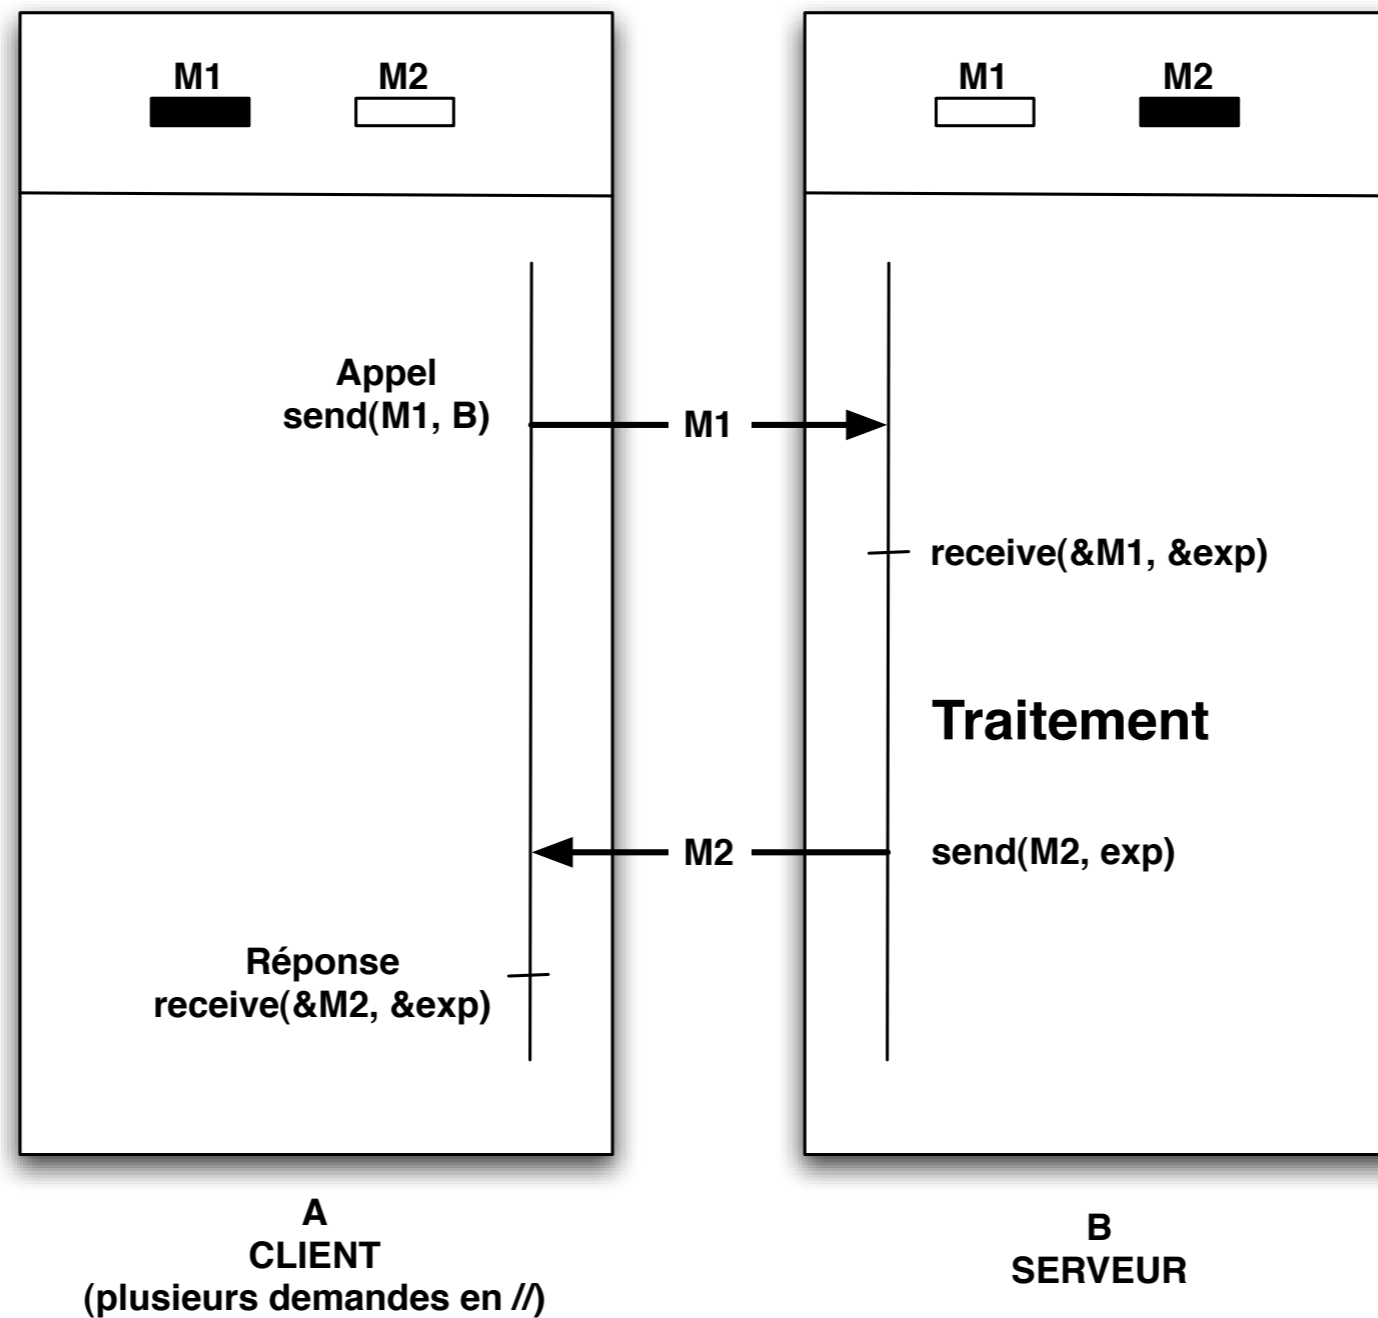 M1 M2
M1 M2
Appel
send(M1, B)
M1
receive(&M1, &exp)
Traitement
M2
send(M2, exp)
Réponse
receive(&M2, &exp)
A
CLIENT
(plusieurs demandes en //)
B
SERVEUR